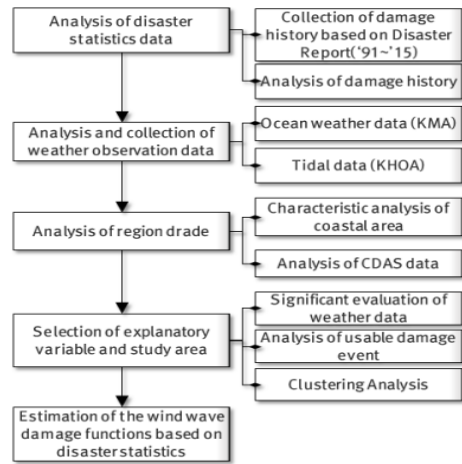 Analysis of disaster
statistics data
Collection of damage
history based on Disaster
Report('91~'15)
Analysis of damage history
Analysis and collection of
weather observation data
Ocean weather data (KMA)
Tidal data (KHOA)
Analysis of region drade
Characteristic analysis of
coastal area
Analysis of CDAS data
Selection of explanatory
variable and study area
Significant evaluation of
weather data
Analysis of usable damage
event
Clustering Analysis
Estimation of the wind wave
damage functions based on
disaster statistics